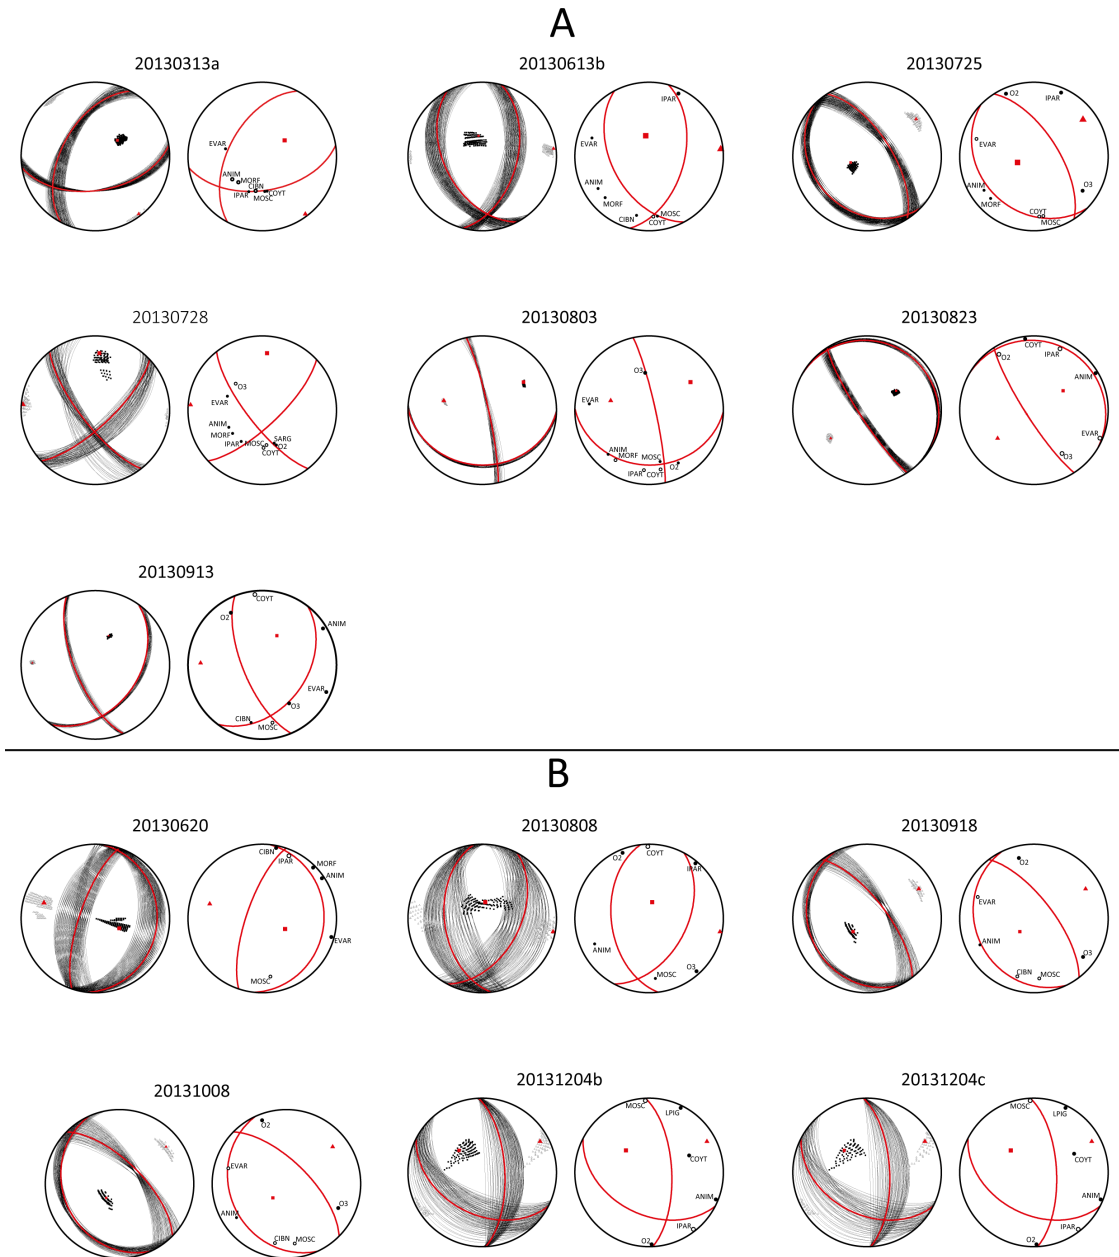 A
20130313a
20130613b
20130725
EVAR
ANIM
MORF
CIBN
IPAR
COYT
MOSC
IPAR
EVAR
ANIM
MORF
CIBN
MOSC
COYT
O2
IPAR
EVAR
ANIM
MORF
O3
COYT
MOSC
20130728
20130803
20130823
O3
EVAR
ANIM
MORF
IPAR
MOSC
SARG
O2
COYT
O3
EVAR
ANIM
MORF
MOSC
O2
IPAR
COYT
COYT
O2
IPAR
ANIM
EVAR
O3
20130913
COYT
O2
ANIM
EVAR
O3
CIBN
MOSC
B
20130620
20130808
20130918
CIBN
IPAR
MORF
ANIM
EVAR
MOSC
O2
COYT
IPAR
ANIM
MOSC
O3
O2
EVAR
ANIM
O3
CIBN
MOSC
20131008
20131204b
20131204c
O2
EVAR
ANIM
O3
CIBN
MOSC
MOSC
LPIG
COYT
ANIM
IPAR
O2
MOSC
LPIG
COYT
ANIM
IPAR
O2